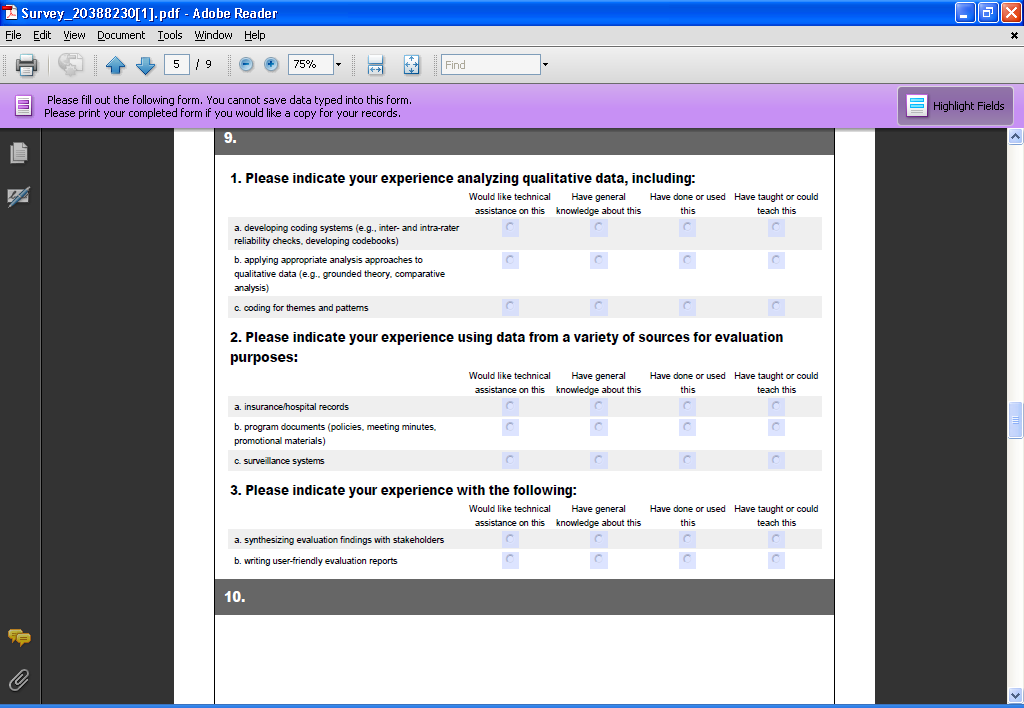 Survey_20388230[1].pdf - Adobe Reader
File Edit View Document Tools Window Help
5 / 9 75% Find
Please fill out the following form. You cannot save data typed into this form.
Please print your completed form if you would like a copy for your records.
Highlight Fields
9.
1. Please indicate your experience analyzing qualitative data, including:
Would like technical Have general Have done or used Have taught or could
assistance on this knowledge about this this teach this
a. developing coding systems (e.g., inter- and intra-rater
reliability checks, developing codebooks)
b. applying appropriate analysis approaches to
qualitative data (e.g., grounded theory, comparative
analysis)
c. coding for themes and patterns
2. Please indicate your experience using data from a variety of sources for evaluation
purposes:
Would like technical Have general Have done or used Have taught or could
assistance on this knowledge about this this teach this
a. insurance/hospital records
b. program documents (policies, meeting minutes,
promotional materials)
c. surveillance systems
3. Please indicate your experience with the following:
Would like technical Have general Have done or used Have taught or could
assistance on this knowledge about this this teach this
a. synthesizing evaluation findings with stakeholders
b. writing user-friendly evaluation reports
10.